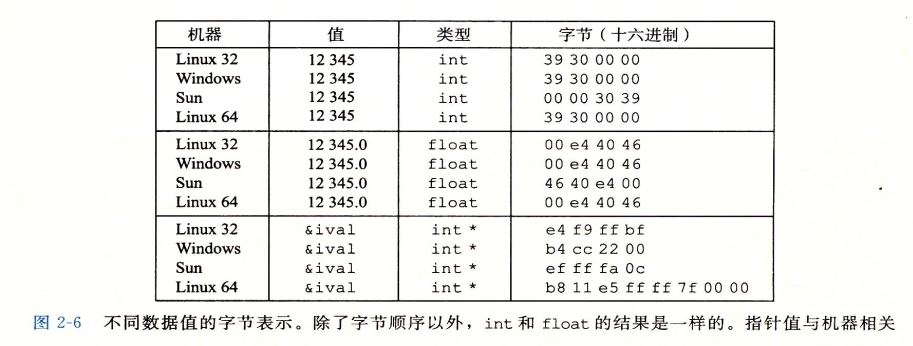 机器 值 类型 字节（十六进制）
Linux 32 12 345 int 39 30 00 00
Windows 12 345 int 39 30 00 00
Sun 12 345 int 00 00 30 39
Linux 64 12 345 int 39 30 00 00
Linux 32 12 345.0 float 00 e4 40 46
Windows 12 345.0 float 00 e4 40 46
Sun 12 345.0 float 46 40 e4 00
Linux 64 12 345.0 float 00 e4 40 46
Linux 32 &ival int * e4 f9 ff bf
Windows &ival int * b4 cc 22 00
Sun &ival int * ef ff fa 0c
Linux 64 &ival int * b8 11 e5 ff ff 7f 00 00
图 2-6 不同数据值的字节表示。除了字节顺序以外，int 和 float 的结果是一样的。指针值与机器相关